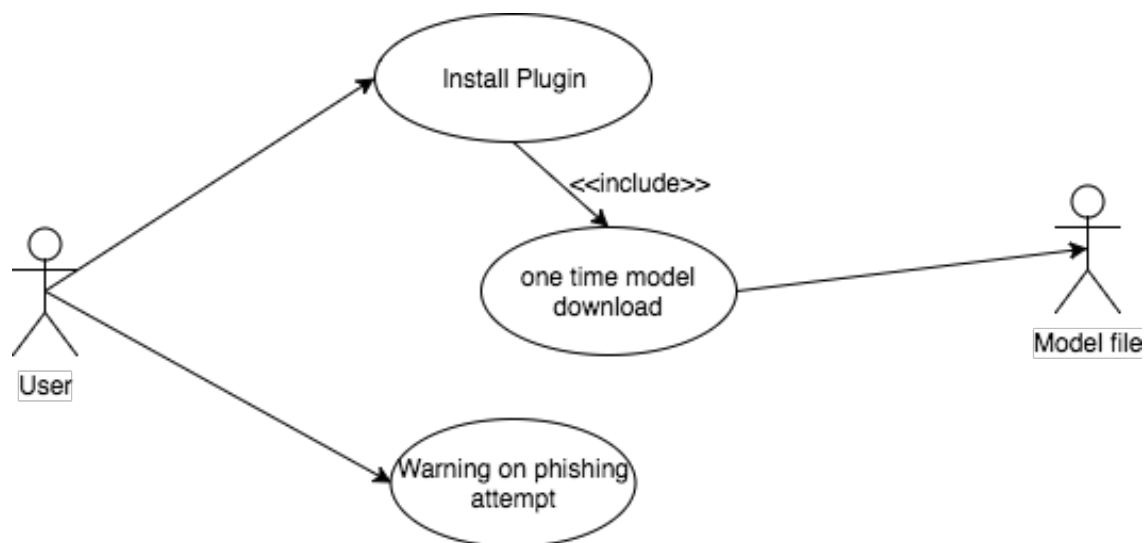 Install Plugin
<<include>>
one time model
download
Model file
User
Warning on phishing
attempt